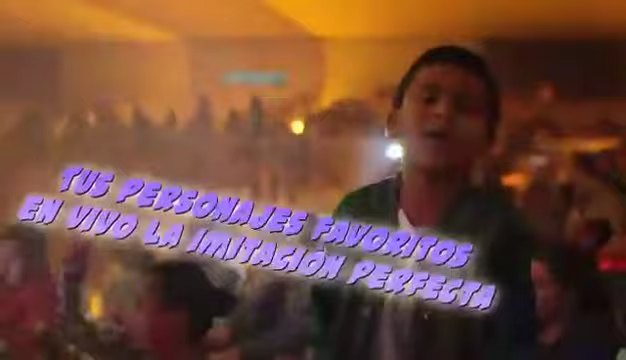 TUS PERSONAJES FAVORITOS
EN VIVO LA IMITACIÓN PERFECTA